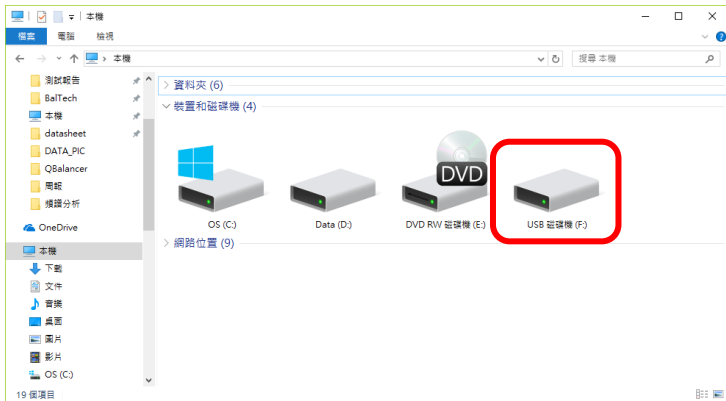 本機
檔案 電腦 檢視
本機
搜尋 本機
測試報告
BalTech
本機
datasheet
DATA_PIC
QBalancer
周報
頻譜分析
OneDrive
本機
下載
文件
音樂
桌面
圖片
影片
OS (C:)
資料夾 (6)
裝置和磁碟機 (4)
DVD
OS (C:)
Data (D:)
DVD RW 磁碟機 (E:)
USB 磁碟機 (F:)
網路位置 (9)
19 個項目